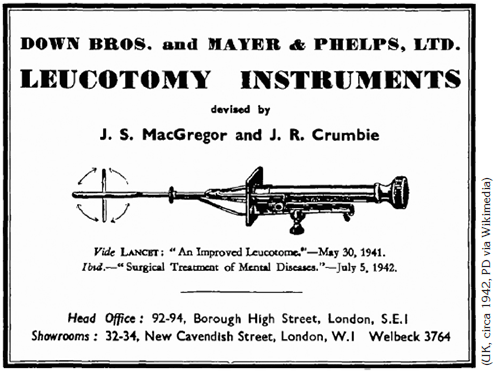 DOWN BROS. and MAYER & PHELPS, LTD.
LEUCOTOMY INSTRUMENTS
devised by
J. S. MacGregor and J. R. Crumbie
Vide LANCET: "An Improved Leucotome."—May 30, 1941.
Ibid.—"Surgical Treatment of Mental Diseases."—July 5, 1942.
Head Office: 92-94, Borough High Street, London, S.E.1
Showrooms: 32-34, New Cavendish Street, London, W.1 Welbeck 3764
(UK, circa 1942, PD via Wikimedia)